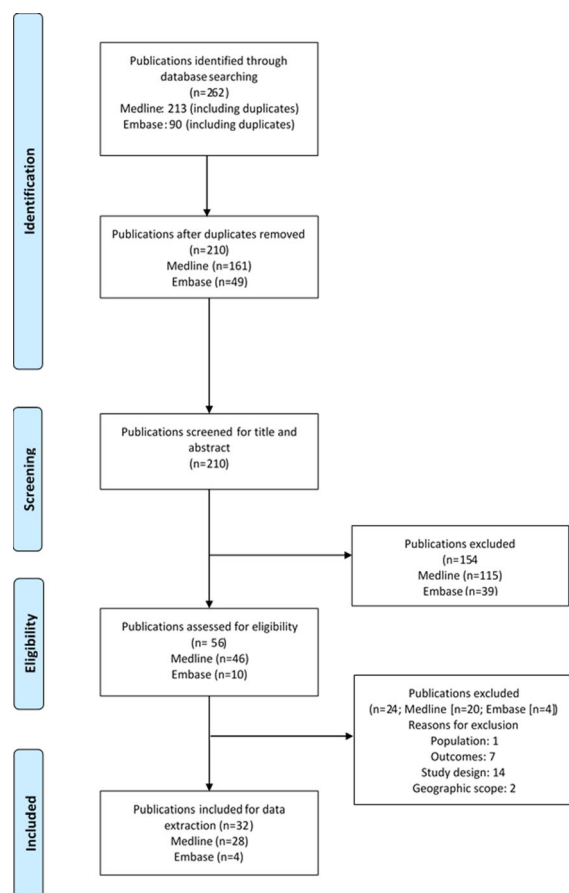 Identification
Publications identified through
database searching
(n=262)
Medline: 213 (including duplicates)
Embase: 90 (including duplicates)
Publications after duplicates removed
(n=210)
Medline (n=161)
Embase (n=49)
Screening
Publications screened for title and
abstract
(n=210)
Publications excluded
(n=154
Medline (n=115)
Embase (n=39)
Eligibility
Publications assessed for eligibility
(n= 56)
Medline (n=46)
Embase (n=10)
Publications excluded
(n=24; Medline [n=20; Embase [n=4])
Reasons for exclusion
Population: 1
Outcomes: 7
Study design: 14
Geographic scope: 2
Included
Publications included for data
extraction (n=32)
Medline (n=28)
Embase (n=4)